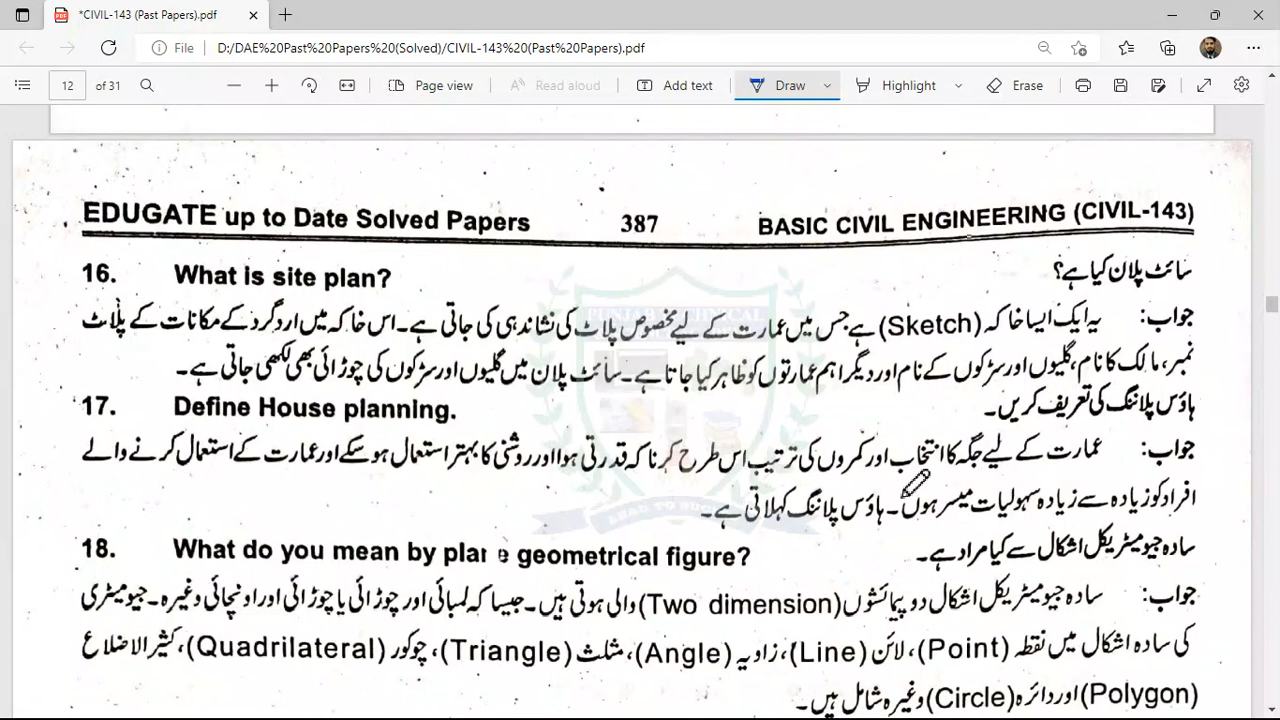 *CIVIL-143 (Past Papers).pdf
File D:/DAE%20Past%20Papers%20(Solved)/CIVIL-143%20(Past%20Papers).pdf
12 of 31 Page view Read aloud Add text Draw Highlight Erase
EDUGATE up to Date Solved Papers 387 BASIC CIVIL ENGINEERING (CIVIL-143)
16. What is site plan? سائٹ پلان کیا ہے؟
جواب: یہ ایک ایسا خاکہ (Sketch) ہے جس میں عمارت کے لیے مخصوص پلاٹ کی نشاندہی کی جاتی ہے۔ اس خاکہ میں اردگرد کے مکانات کے پلاٹ
نمبر، مالک کا نام، گلیوں اور سڑکوں کے نام اور دیگر اہم عمارتوں کو ظاہر کیا جاتا ہے۔ سائٹ پلان میں گلیوں اور سڑکوں کی چوڑائی بھی لکھی جاتی ہے۔
17. Define House planning. ہاؤس پلاننگ کی تعریف کریں۔
جواب: عمارت کے لیے جگہ کا انتخاب اور کمروں کی ترتیب اس طرح کرنا کہ قدرتی ہوا اور روشنی کا بہتر استعمال ہو سکے اور عمارت کے استعمال کرنے والے
افراد کو زیادہ سے زیادہ سہولیات میسر ہوں۔ ہاؤس پلاننگ کہلاتی ہے۔
18. What do you mean by plane geometrical figure? سادہ جیومیٹریکل اشکال سے کیا مراد ہے۔
جواب: سادہ جیومیٹریکل اشکال دو پیمائشوں (Two dimension) والی ہوتی ہیں۔ جیسا کہ لمبائی اور چوڑائی یا چوڑائی اور اونچائی وغیرہ۔ جیومیٹری
کی سادہ اشکال میں نقطہ (Point)، لائن (Line)، زاویہ (Angle)، مثلث (Triangle)، چوکور (Quadrilateral)، کثیر الاضلاع
(Polygon) اور دائرہ (Circle) وغیرہ شامل ہیں۔